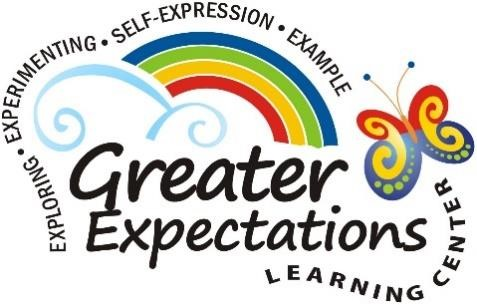 EXPLORING • EXPERIMENTING • SELF-EXPRESSION • EXAMPLE
Greater
Expectations
LEARNING CENTER